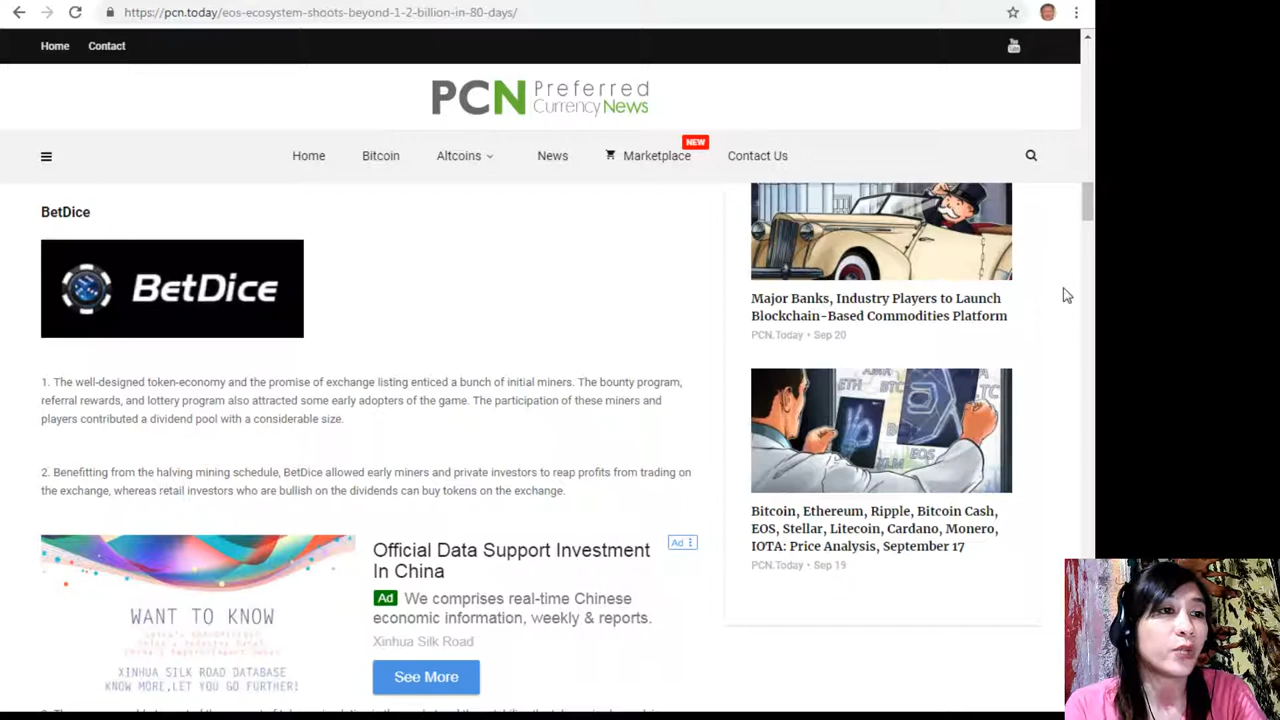 https://pcn.today/eos-ecosystem-shoots-beyond-1-2-billion-in-80-days/
Home
Contact
You Tube
PCN Preferred Currency News
Home
Bitcoin
Altcoins
News
Marketplace
NEW
Contact Us
BetDice
BetDice
1. The well-designed token-economy and the promise of exchange listing enticed a bunch of initial miners. The bounty program,
referral rewards, and lottery program also attracted some early adopters of the game. The participation of these miners and
players contributed a dividend pool with a considerable size.
2. Benefitting from the halving mining schedule, BetDice allowed early miners and private investors to reap profits from trading on
the exchange, whereas retail investors who are bullish on the dividends can buy tokens on the exchange.
WANT TO KNOW
XINHUA SILK ROAD DATABASE
KNOW MORE,LET YOU GO FURTHER!
Official Data Support Investment
In China
Ad
Ad We comprises real-time Chinese
economic information, weekly & reports.
Xinhua Silk Road
See More
Major Banks, Industry Players to Launch
Blockchain-Based Commodities Platform
PCN.Today • Sep 20
ETH
EOS
XLM
Bitcoin, Ethereum, Ripple, Bitcoin Cash,
EOS, Stellar, Litecoin, Cardano, Monero,
IOTA: Price Analysis, September 17
PCN.Today • Sep 19